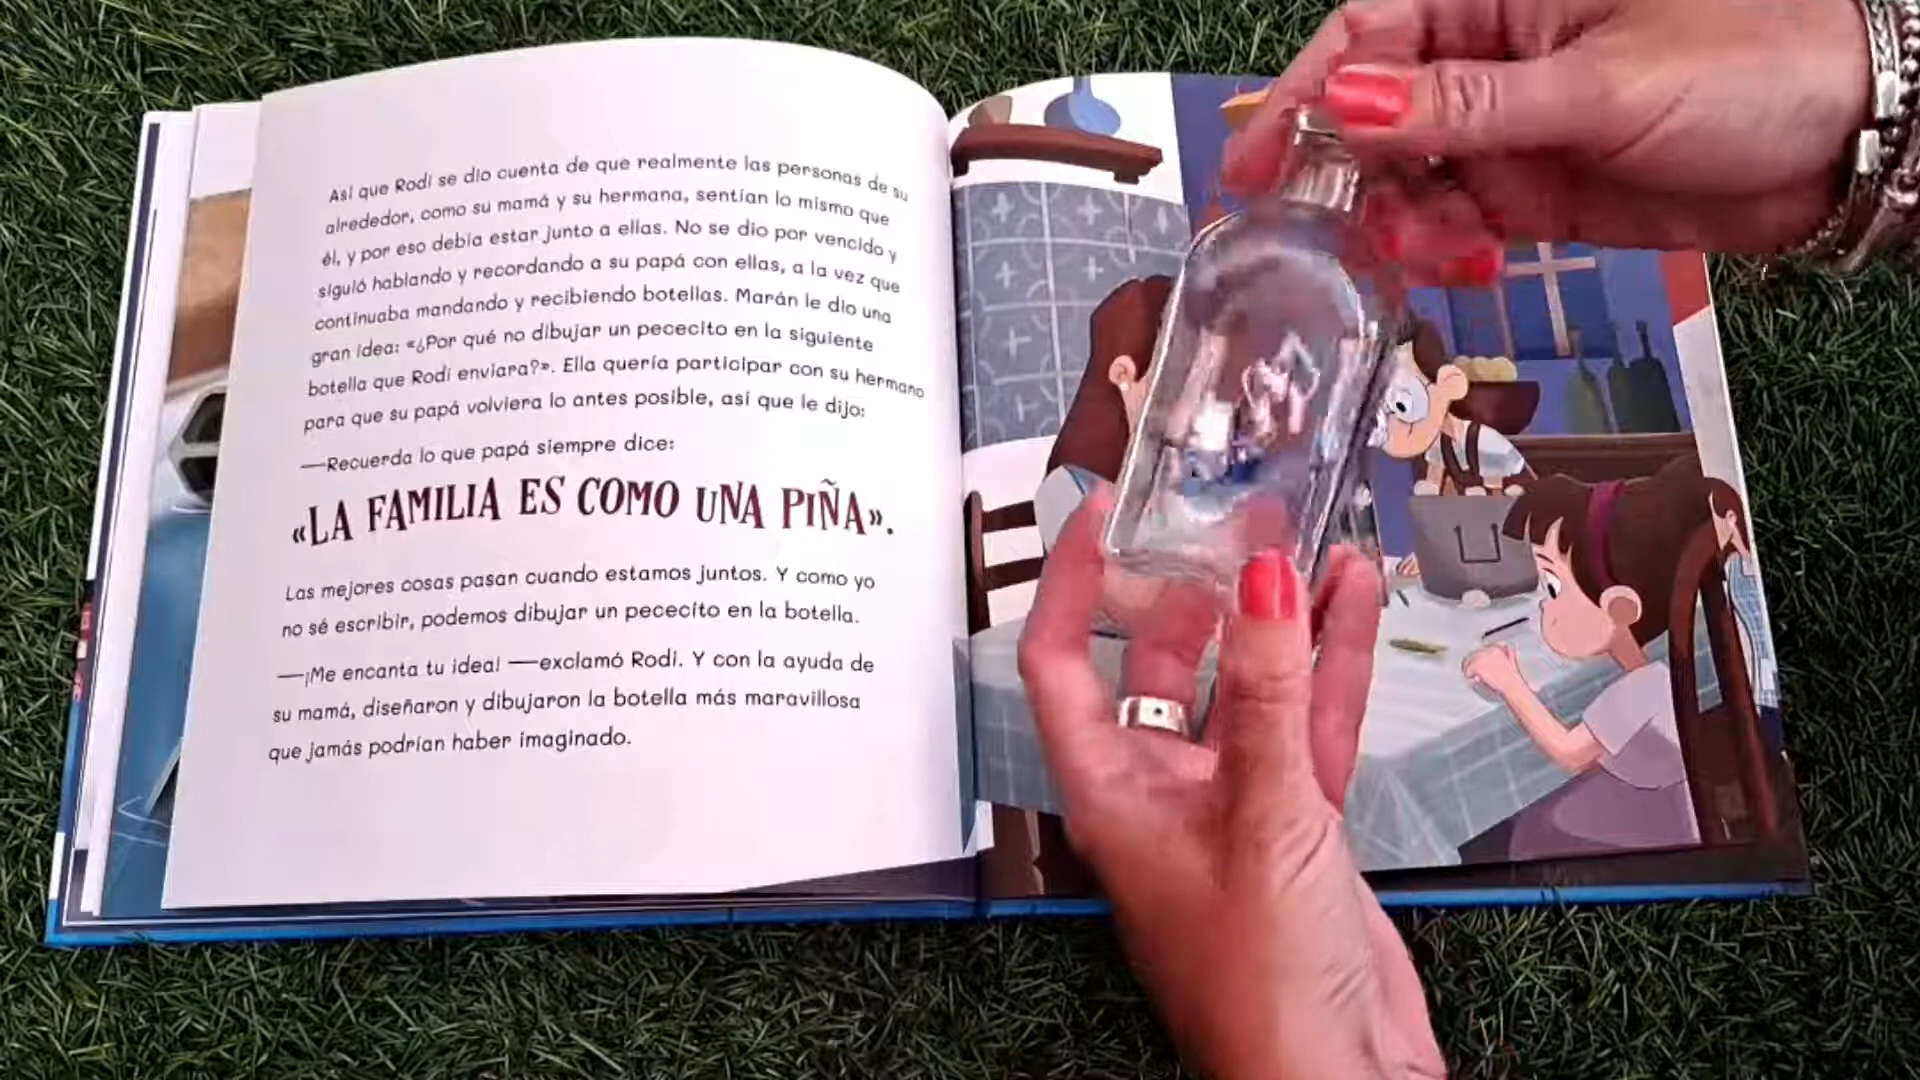 Así que Rodi se dio cuenta de que realmente las personas de su
alrededor, como su mamá y su hermana, sentían lo mismo que
él, y por eso debía estar junto a ellas. No se dio por vencido y
siguió hablando y recordando a su papá con ellas, a la vez que
continuaba mandando y recibiendo botellas. Marán le dio una
gran idea: «¿Por qué no dibujar un pececito en la siguiente
botella que Rodi enviara?». Ella quería participar con su hermano
para que su papá volviera lo antes posible, así que le dijo:
—Recuerda lo que papá siempre dice:
«LA FAMILIA ES COMO UNA PIÑA».
Las mejores cosas pasan cuando estamos juntos. Y como yo
no sé escribir, podemos dibujar un pececito en la botella.
—¡Me encanta tu idea! —exclamó Rodi. Y con la ayuda de
su mamá, diseñaron y dibujaron la botella más maravillosa
que jamás podrían haber imaginado.